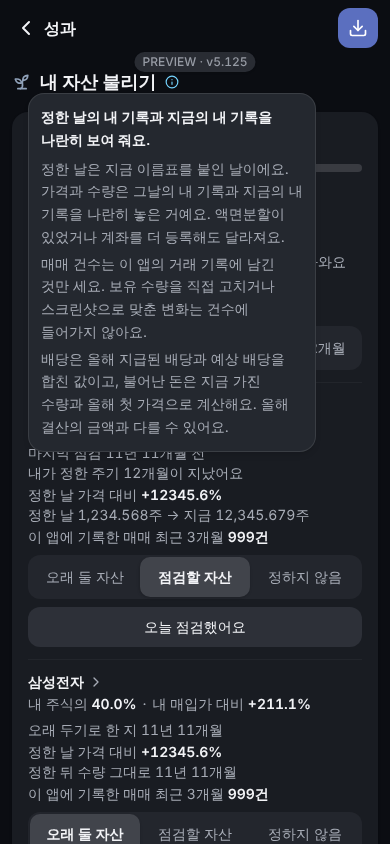 성과
PREVIEW · v5.125
내 자산 불리기
정한 날의 내 기록과 지금의 내 기록을
나란히 보여 줘요.
정한 날은 지금 이름표를 붙인 날이에요.
가격과 수량은 그날의 내 기록과 지금의 내
기록을 나란히 놓은 거예요. 액면분할이
있었거나 계좌를 더 등록해도 달라져요.
매매 건수는 이 앱의 거래 기록에 남긴
것만 세요. 보유 수량을 직접 고치거나
스크린샷으로 맞춘 변화는 건수에
들어가지 않아요.
배당은 올해 지급된 배당과 예상 배당을
합친 값이고, 불어난 돈은 지금 가진
수량과 올해 첫 가격으로 계산해요. 올해
결산의 금액과 다를 수 있어요.
와요
개월
마지막 점검 11년 11개월 전
내가 정한 주기 12개월이 지났어요
정한 날 가격 대비 +12345.6%
정한 날 1,234.568주 → 지금 12,345.679주
이 앱에 기록한 매매 최근 3개월 999건
오래 둘 자산 점검할 자산 정하지 않음
오늘 점검했어요
삼성전자
내 주식의 40.0% · 내 매입가 대비 +211.1%
오래 두기로 한 지 11년 11개월
정한 날 가격 대비 +12345.6%
정한 뒤 수량 그대로 11년 11개월
이 앱에 기록한 매매 최근 3개월 999건
오래 둘 자산 점검할 자산 정하지 않음